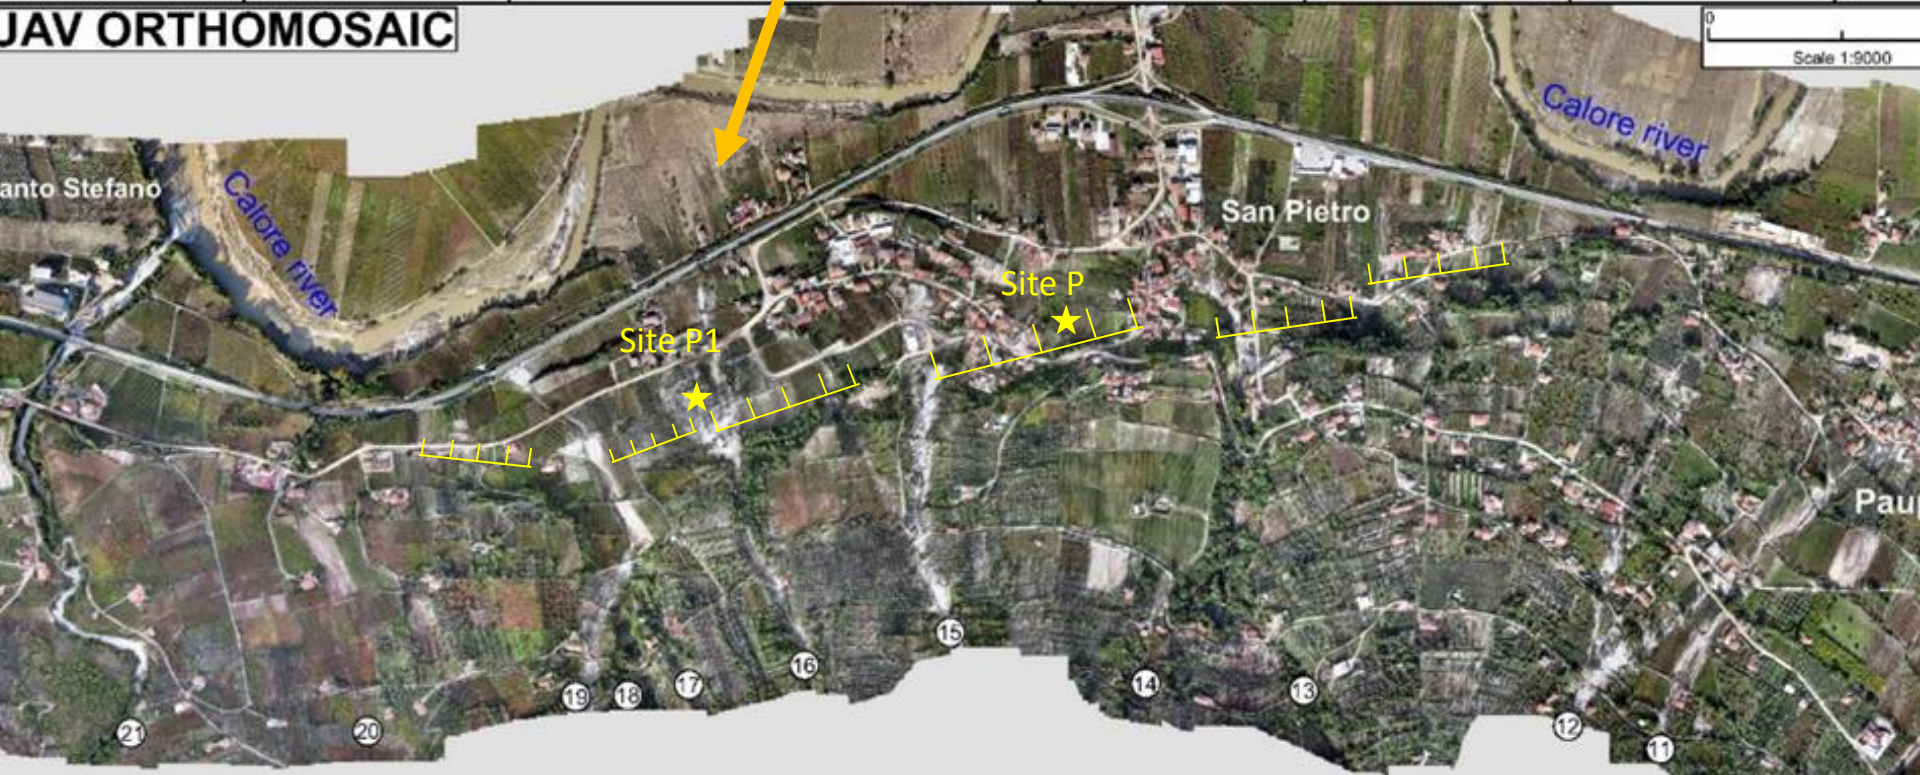 JAV ORTHOMOSAIC
0
Scale 1:9000
Calore river
anto Stefano
Calore river
San Pietro
Site P
Site P1
Pau
15
16
17
14
13
19
18
21
20
12
11